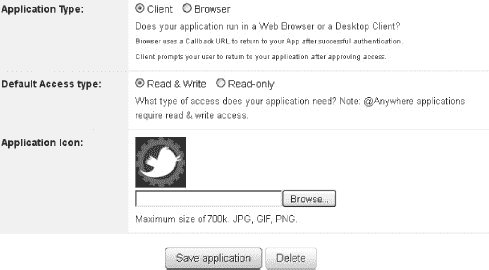 Application Type: Client Browser
Does your application run in a Web Browser or a Desktop Client?
Browser uses a Callback URL to return to your App after successful authentication.
Client prompts your user to return to your application after approving access.
Default Access type: Read & Write Read-only
What type of access does your application need? Note: @Anywhere applications
require read & write access.
Application Icon:
Browse...
Maximum size of 700k. JPG, GIF, PNG.
Save application Delete